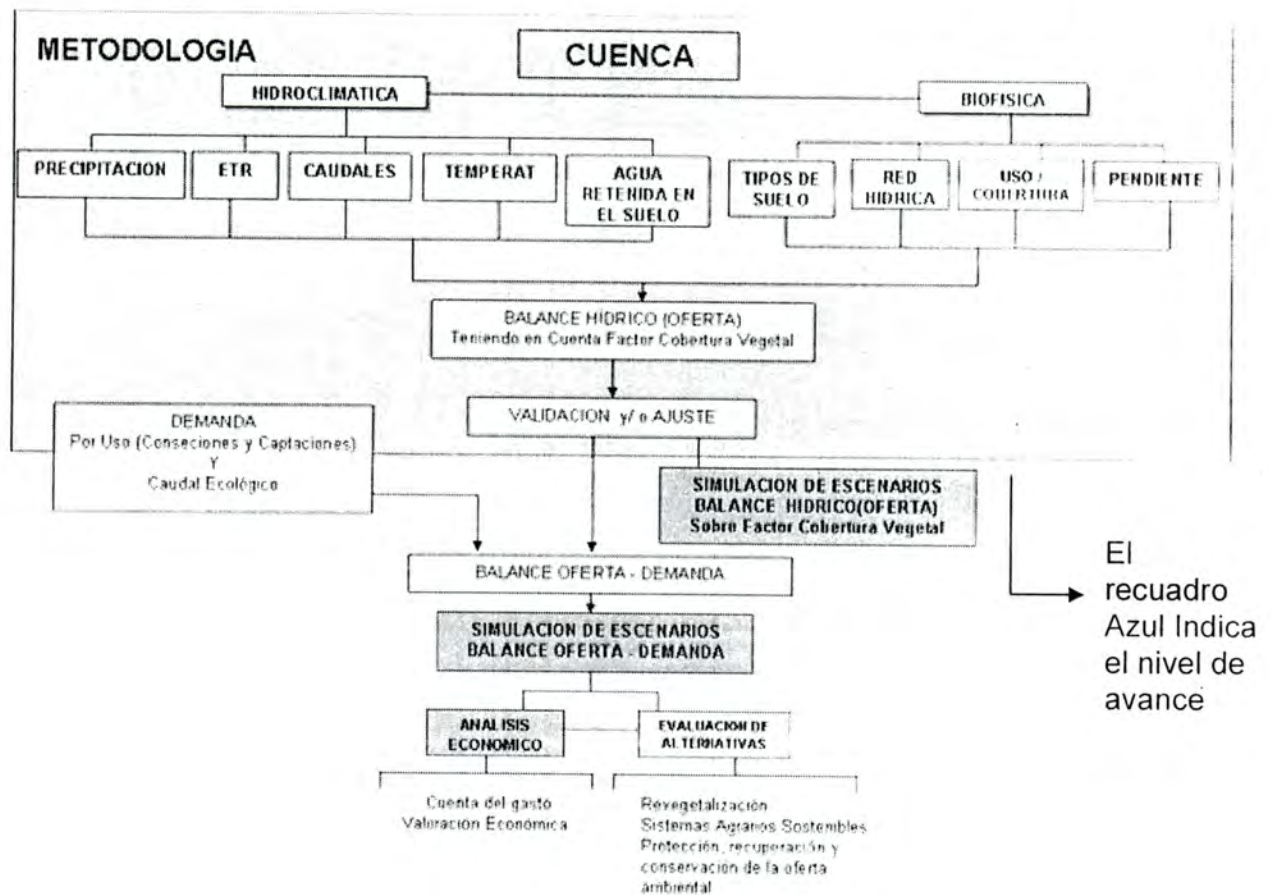 METODOLOGIA
CUENCA
HIDROCLIMATICA
BIOFISICA
PRECIPITACION
ETR
CAUDALES
TEMPERAT
AGUA
RETENIDA EN
EL SUELO
TIPOS DE
SUELO
RED
HIDRICA
USO /
COBERTURA
PENDIENTE
BALANCE HÍDRICO (OFERTA)
Teniendo en Cuenta Factor Cobertura Vegetal
VALIDACION y/ o AJUSTE
DEMANDA
Por Uso (Conseciones y Captaciones)
Y
Caudal Ecológico
SIMULACION DE ESCENARIOS
BALANCE HIDRICO(OFERTA)
Sobre Factor Cobertura Vegetal
BALANCE OFERTA - DEMANDA
SIMULACION DE ESCENARIOS
BALANCE OFERTA - DEMANDA
El
recuadro
Azul Indica
el nivel de
avance
ANALISIS
ECONOMICO
EVALUACION DE
ALTERNATIVAS
Cuenta del gasto
Valoración Económica
Revegetalización
Sistemas Agrarios Sostenibles
Protección, recuperación y
conservación de la oferta
ambiental